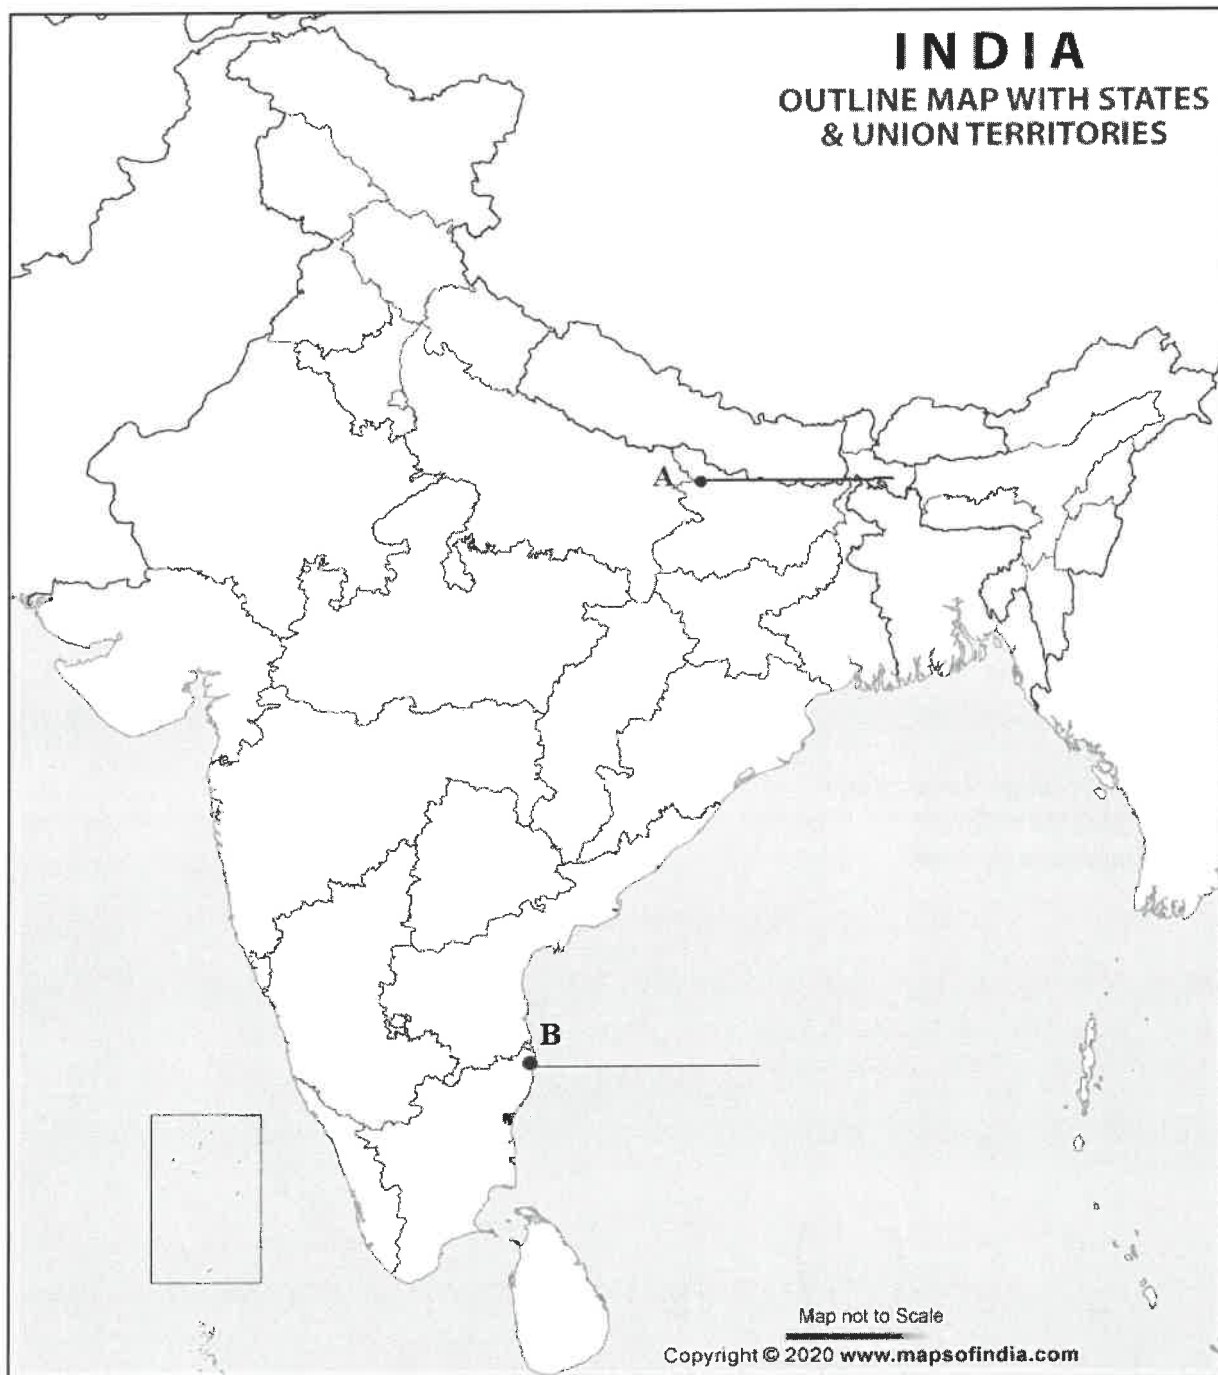 INDIA
OUTLINE MAP WITH STATES
& UNION TERRITORIES
A
B
Map not to Scale
Copyright © 2020 www.mapsofindia.com